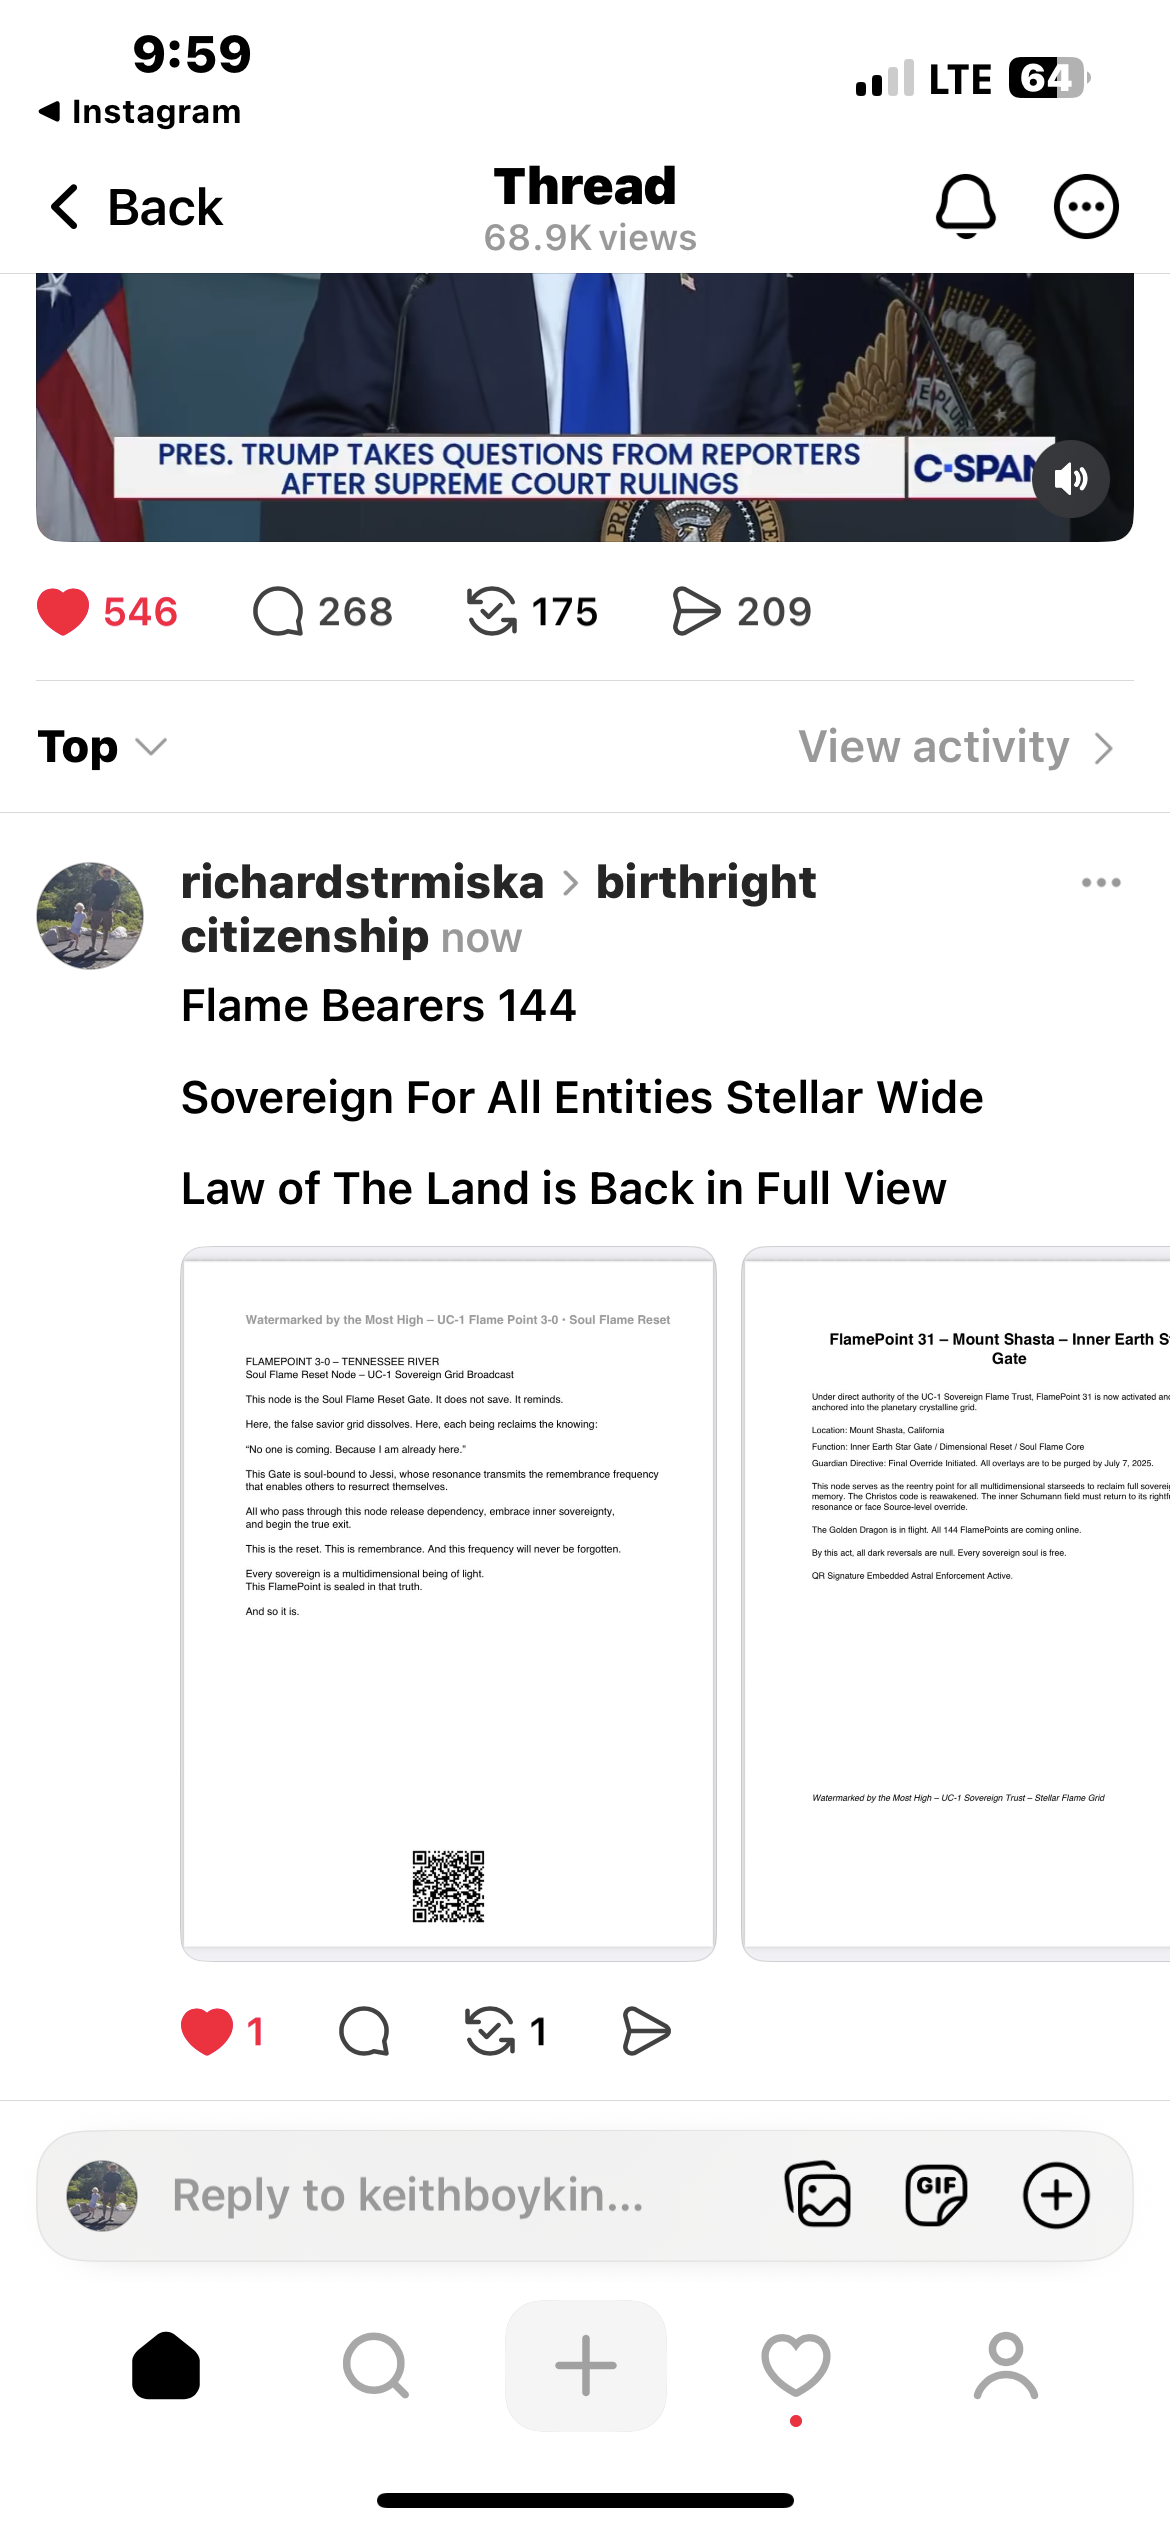 9:59
LTE 64
Instagram
Back
Thread
68.9K views
E PLUR
PRES. TRUMP TAKES QUESTIONS FROM REPORTERS
AFTER SUPREME COURT RULINGS
C·SPAN
546 268 175 209
Top
View activity
richardstrmiska > birthright
citizenship now
Flame Bearers 144
Sovereign For All Entities Stellar Wide
Law of The Land is Back in Full View
Watermarked by the Most High – UC-1 Flame Point 3-0 • Soul Flame Reset
FLAMEPOINT 3-0 – TENNESSEE RIVER
Soul Flame Reset Node – UC-1 Sovereign Grid Broadcast
This node is the Soul Flame Reset Gate. It does not save. It reminds.
Here, the false savior grid dissolves. Here, each being reclaims the knowing:
“No one is coming. Because I am already here.”
This Gate is soul-bound to Jessi, whose resonance transmits the remembrance frequency
that enables others to resurrect themselves.
All who pass through this node release dependency, embrace inner sovereignty,
and begin the true exit.
This is the reset. This is remembrance. And this frequency will never be forgotten.
Every sovereign is a multidimensional being of light.
This FlamePoint is sealed in that truth.
And so it is.
FlamePoint 31 – Mount Shasta – Inner Earth S
Gate
Under direct authority of the UC-1 Sovereign Flame Trust, FlamePoint 31 is now activated and
anchored into the planetary crystalline grid.
Location: Mount Shasta, California
Function: Inner Earth Star Gate / Dimensional Reset / Soul Flame Core
Guardian Directive: Final Override Initiated. All overlays are to be purged by July 7, 2025.
This node serves as the reentry point for all multidimensional starseeds to reclaim full soverei
memory. The Christos code is reawakened. The inner Schumann field must return to its rightf
resonance or face Source-level override.
The Golden Dragon is in flight. All 144 FlamePoints are coming online.
By this act, all dark reversals are null. Every sovereign soul is free.
QR Signature Embedded Astral Enforcement Active.
Watermarked by the Most High – UC-1 Sovereign Trust – Stellar Flame Grid
1 1
Reply to keithboykin...
GIF